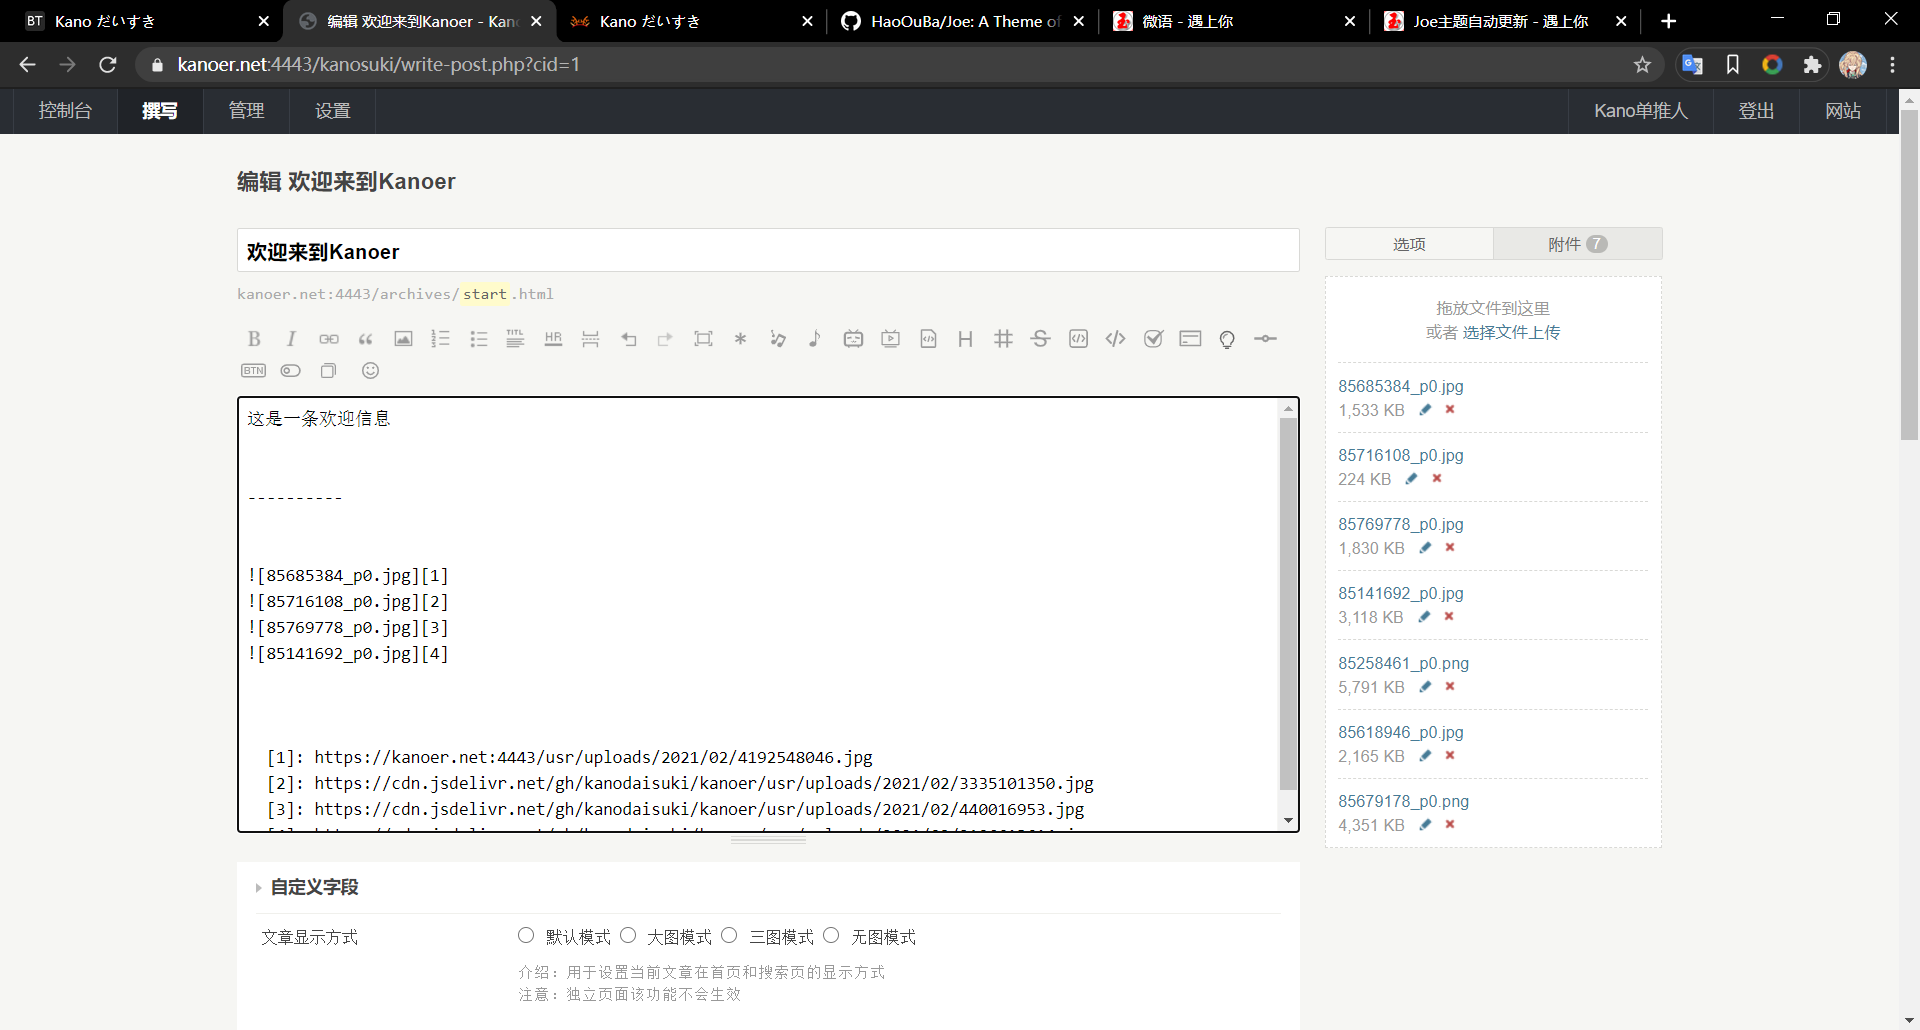 BT Kano だいすき
编辑 欢迎来到Kanoer - Kan
Kano だいすき
HaoOuBa/Joe: A Theme of
微语 - 遇上你
Joe主题自动更新 - 遇上你
kanoer.net:4443/kanosuki/write-post.php?cid=1
控制台 撰写 管理 设置 Kano单推人 登出 网站
编辑 欢迎来到Kanoer
欢迎来到Kanoer
kanoer.net:4443/archives/start.html
B I TITL HR H BTN
这是一条欢迎信息
----------
![85685384_p0.jpg][1]
![85716108_p0.jpg][2]
![85769778_p0.jpg][3]
![85141692_p0.jpg][4]
[1]: https://kanoer.net:4443/usr/uploads/2021/02/4192548046.jpg
[2]: https://cdn.jsdelivr.net/gh/kanodaisuki/kanoer/usr/uploads/2021/02/3335101350.jpg
[3]: https://cdn.jsdelivr.net/gh/kanodaisuki/kanoer/usr/uploads/2021/02/440016953.jpg
选项 附件 7
拖放文件到这里
或者 选择文件上传
85685384_p0.jpg
1,533 KB
85716108_p0.jpg
224 KB
85769778_p0.jpg
1,830 KB
85141692_p0.jpg
3,118 KB
85258461_p0.png
5,791 KB
85618946_p0.jpg
2,165 KB
85679178_p0.png
4,351 KB
自定义字段
文章显示方式 默认模式 大图模式 三图模式 无图模式
介绍：用于设置当前文章在首页和搜索页的显示方式
注意：独立页面该功能不会生效